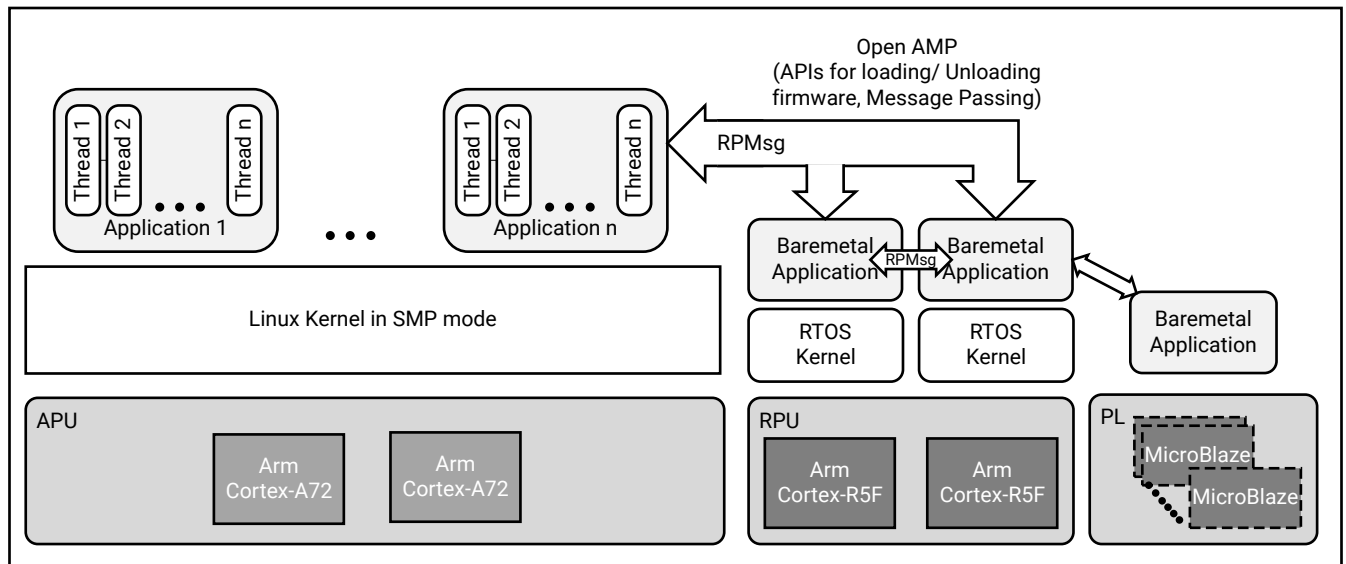 Open AMP
(APIs for loading/ Unloading
firmware, Message Passing)
Thread 1
Thread 2
Thread n
Application 1
Thread 1
Thread 2
Thread n
Application n
RPMsg
Baremetal
Application
RPMsg
Baremetal
Application
Baremetal
Application
Linux Kernel in SMP mode
RTOS
Kernel
RTOS
Kernel
APU
Arm
Cortex-A72
Arm
Cortex-A72
RPU
Arm
Cortex-R5F
Arm
Cortex-R5F
PL
MicroBlaze
MicroBlaze